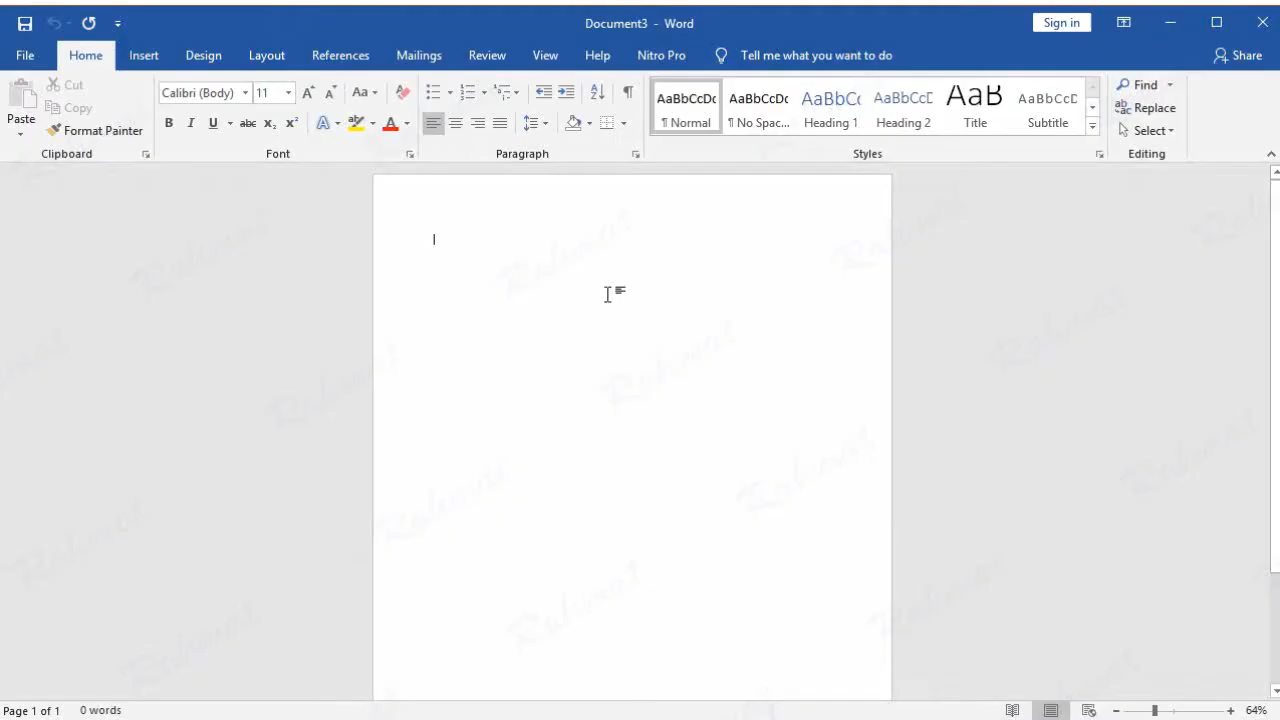 Document3 - Word
Sign in
File Home Insert Design Layout References Mailings Review View Help Nitro Pro Tell me what you want to do Share
Paste
Cut
Copy
Format Painter
Clipboard
Calibri (Body) 11
Font
Paragraph
AaBbCcDc AaBbCcDc AaBbCc AaBbCcD AaB AaBbCcD
¶ Normal ¶ No Spac... Heading 1 Heading 2 Title Subtitle
Styles
Find
Replace
Select
Editing
Page 1 of 1 0 words 64%